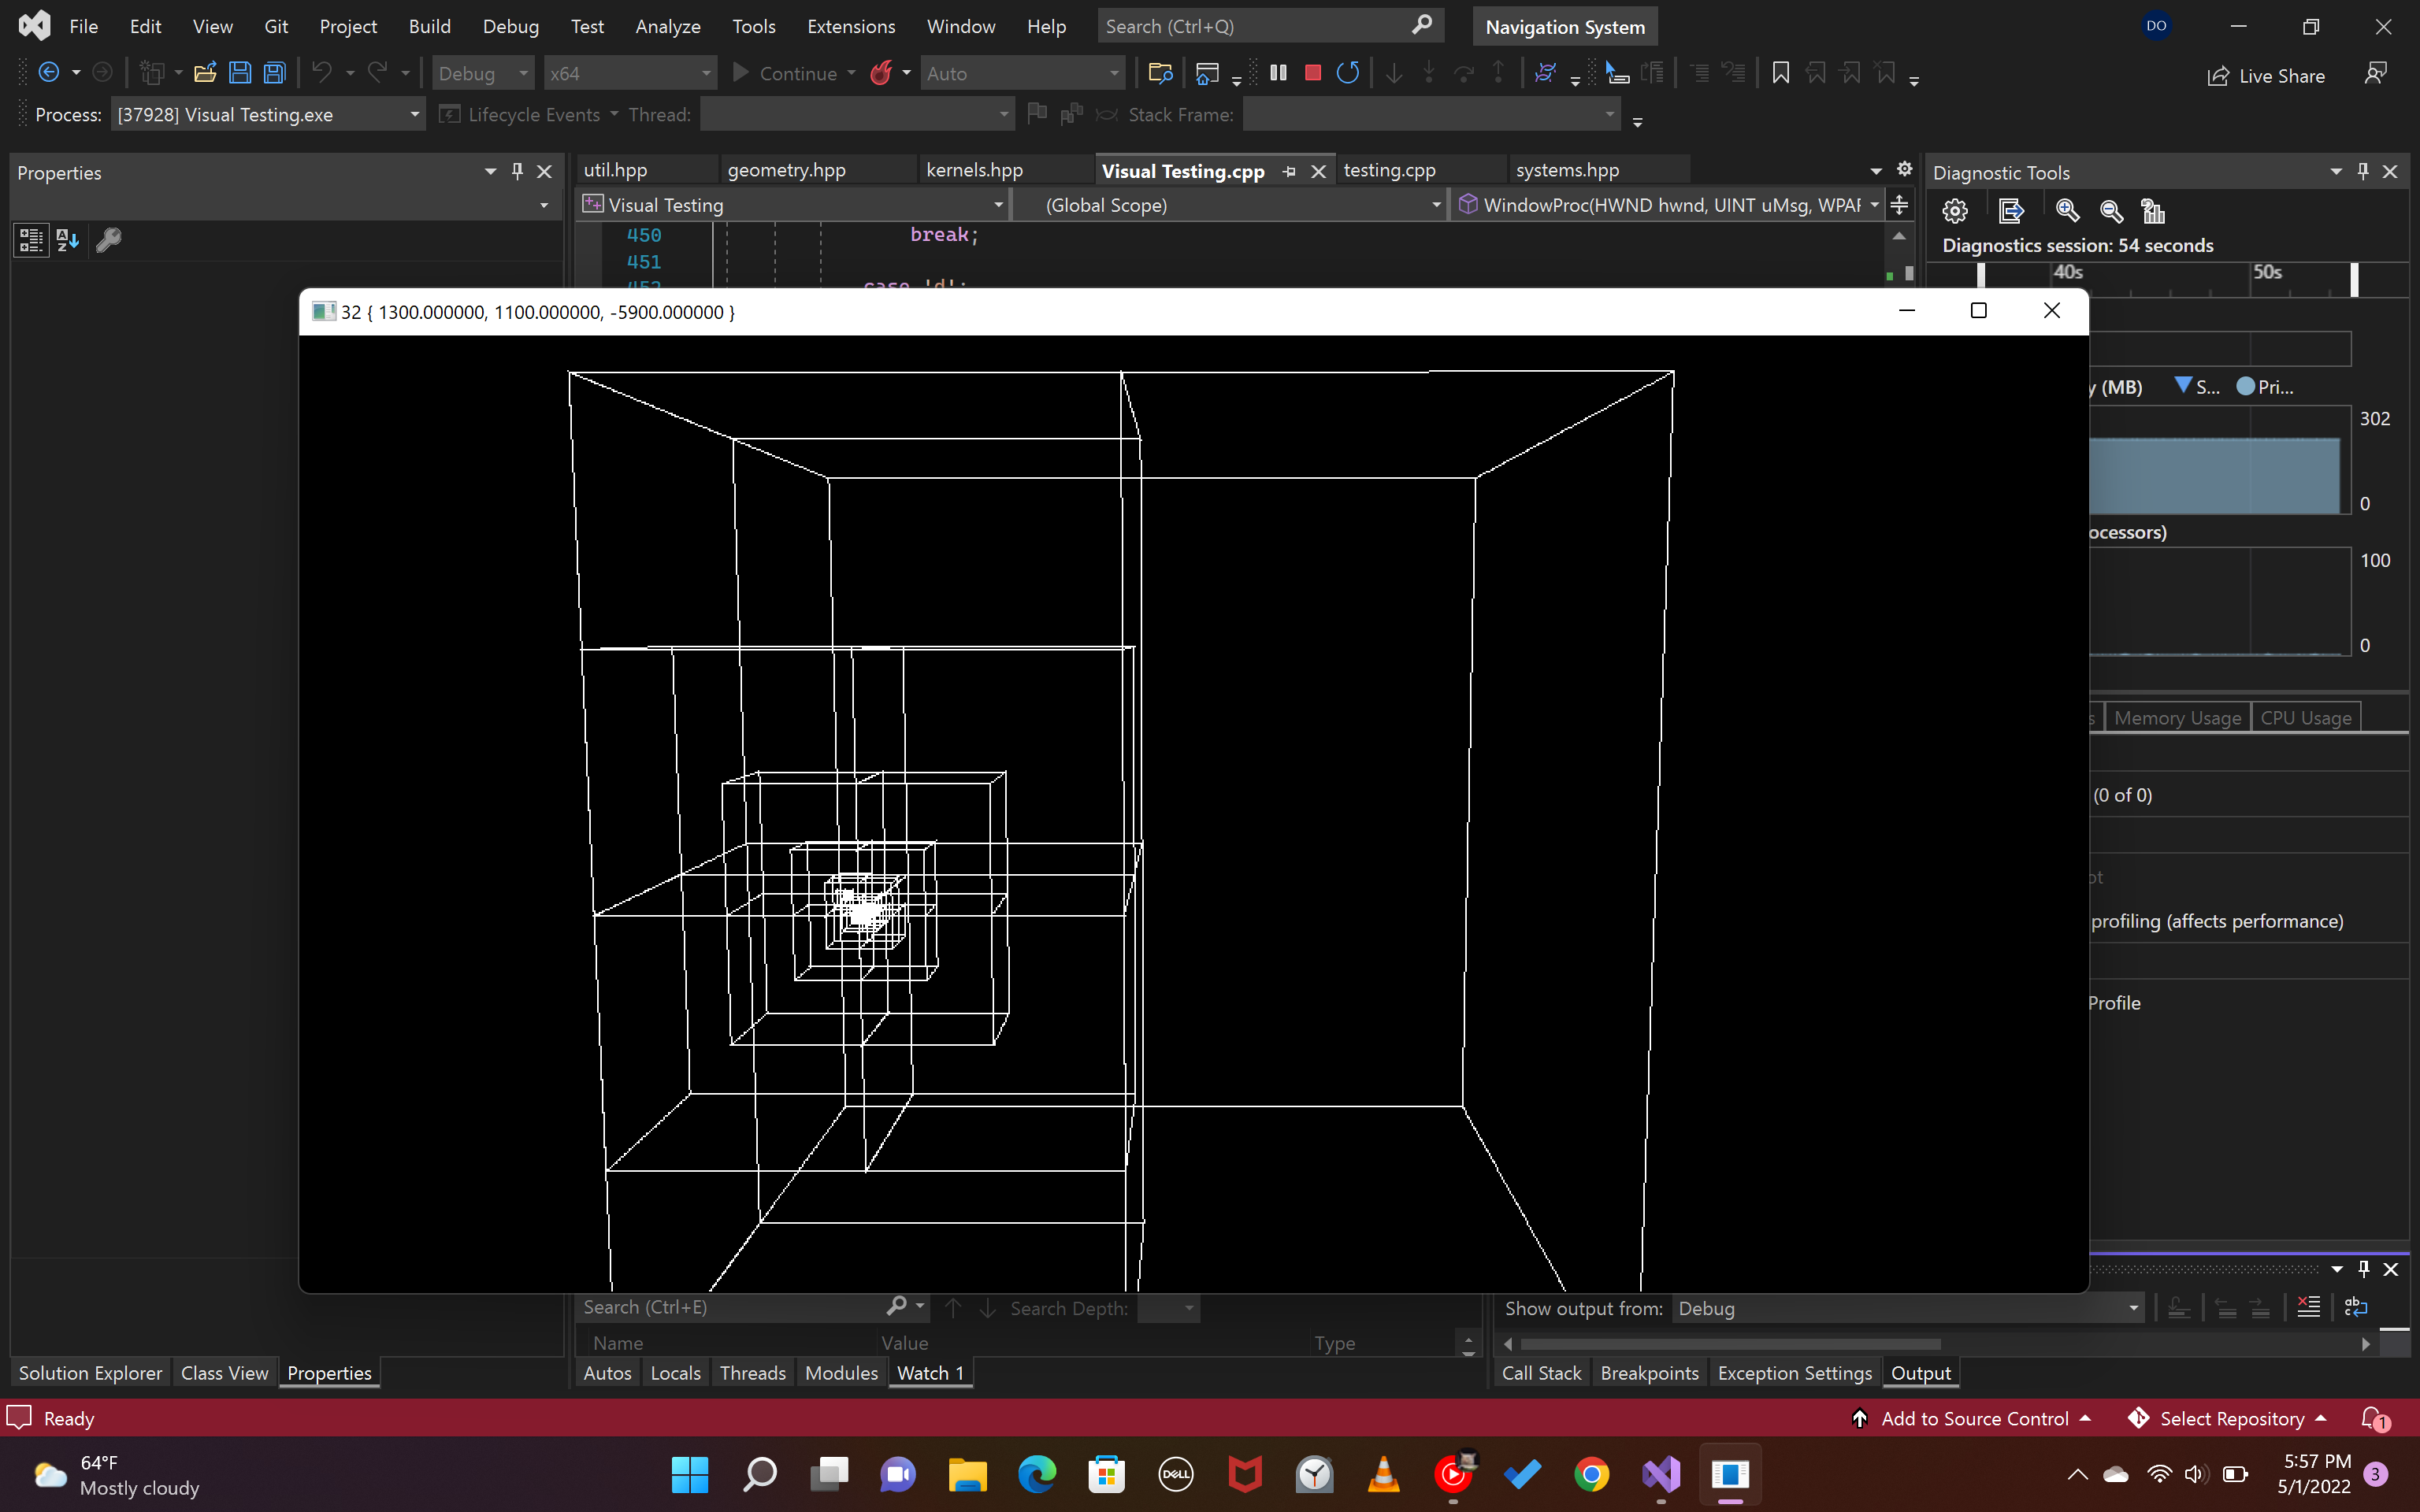 File Edit View Git Project Build Debug Test Analyze Tools Extensions Window Help Search (Ctrl+Q) Navigation System DO
Debug x64 Continue Auto Live Share
Process: [37928] Visual Testing.exe Lifecycle Events Thread: Stack Frame:
Properties
util.hpp geometry.hpp kernels.hpp Visual Testing.cpp testing.cpp systems.hpp
Diagnostic Tools
Visual Testing (Global Scope) WindowProc(HWND hwnd, UINT uMsg, WPAR
450 break;
451
452 case 'd':
Diagnostics session: 54 seconds
40s 50s
32 { 1300.000000, 1100.000000, -5900.000000 }
y (MB) S... Pri...
302
0
ocessors)
100
0
s Memory Usage CPU Usage
(0 of 0)
ot
profiling (affects performance)
Profile
Search (Ctrl+E) Search Depth:
Name Value Type
Show output from: Debug
Solution Explorer Class View Properties
Autos Locals Threads Modules Watch 1
Call Stack Breakpoints Exception Settings Output
Ready Add to Source Control Select Repository 1
64°F
Mostly cloudy
DELL
5:57 PM
5/1/2022
3